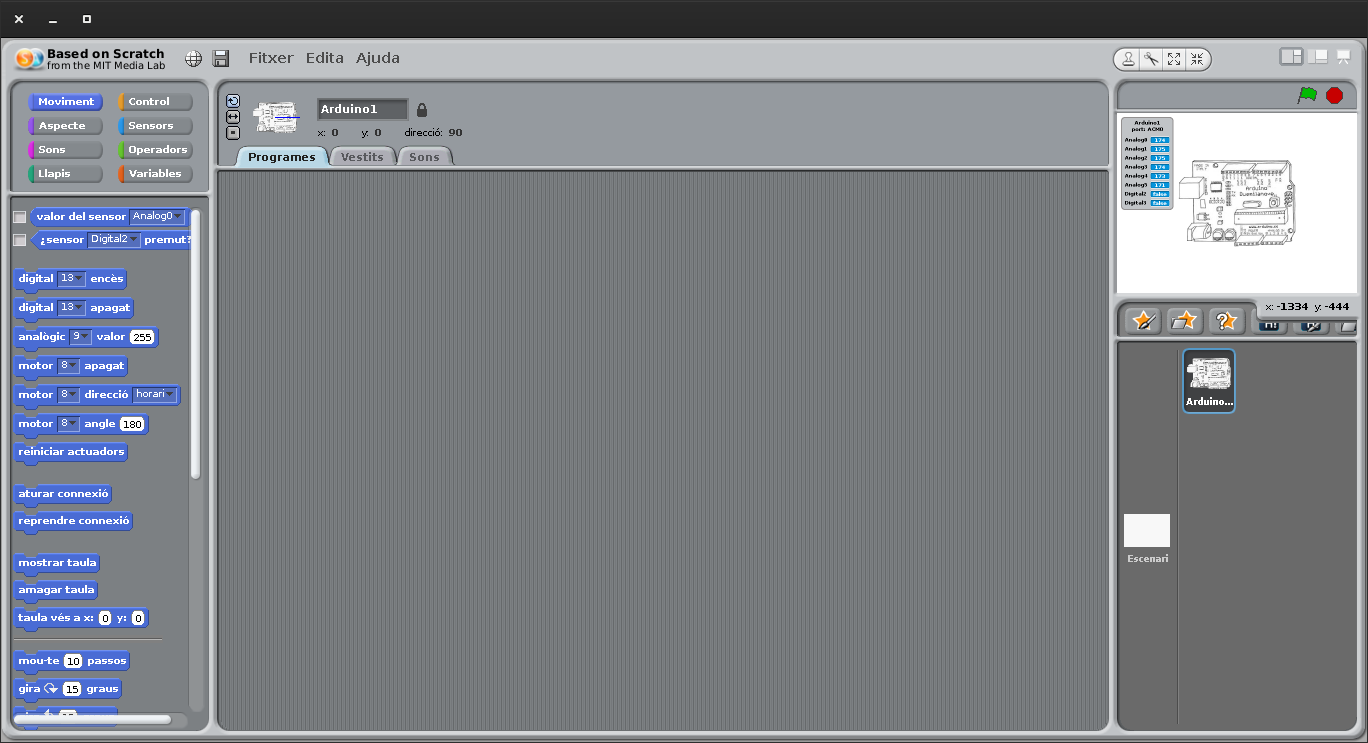 Based on Scratch
from the MIT Media Lab
Fitxer Edita Ajuda
Moviment Control
Aspecte Sensors
Sons Operadors
Llapis Variables
valor del sensor Analog0
¿sensor Digital2 premut?
digital 13 encès
digital 13 apagat
analògic 9 valor 255
motor 8 apagat
motor 8 direcció horari
motor 8 angle 180
reiniciar actuadors
aturar connexió
reprendre connexió
mostrar taula
amagar taula
taula vés a x: 0 y: 0
mou-te 10 passos
gira 15 graus
Arduino1
x: 0 y: 0 direcció: 90
Programes Vestits Sons
Arduino1
port: ACM0
Analog0 174
Analog1 175
Analog2 175
Analog3 174
Analog4 173
Analog5 171
Digital2 false
Digital3 false
Arduino
Duemilanove
x: -1334 y: -444
Arduino...
Escenari